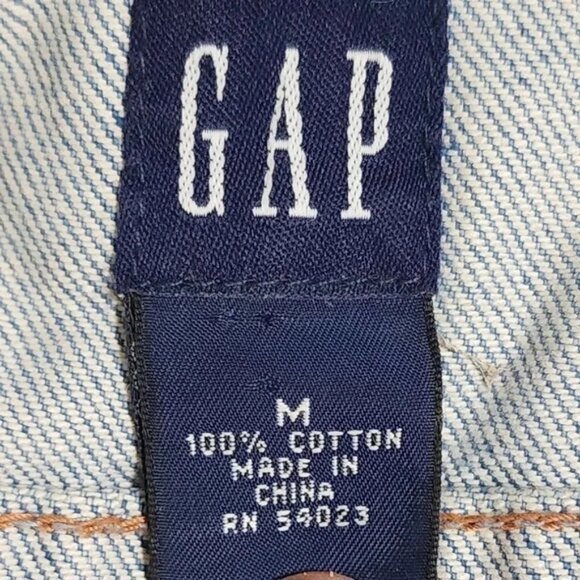 GAP
M
100% COTTON
MADE IN
CHINA
RN 54023